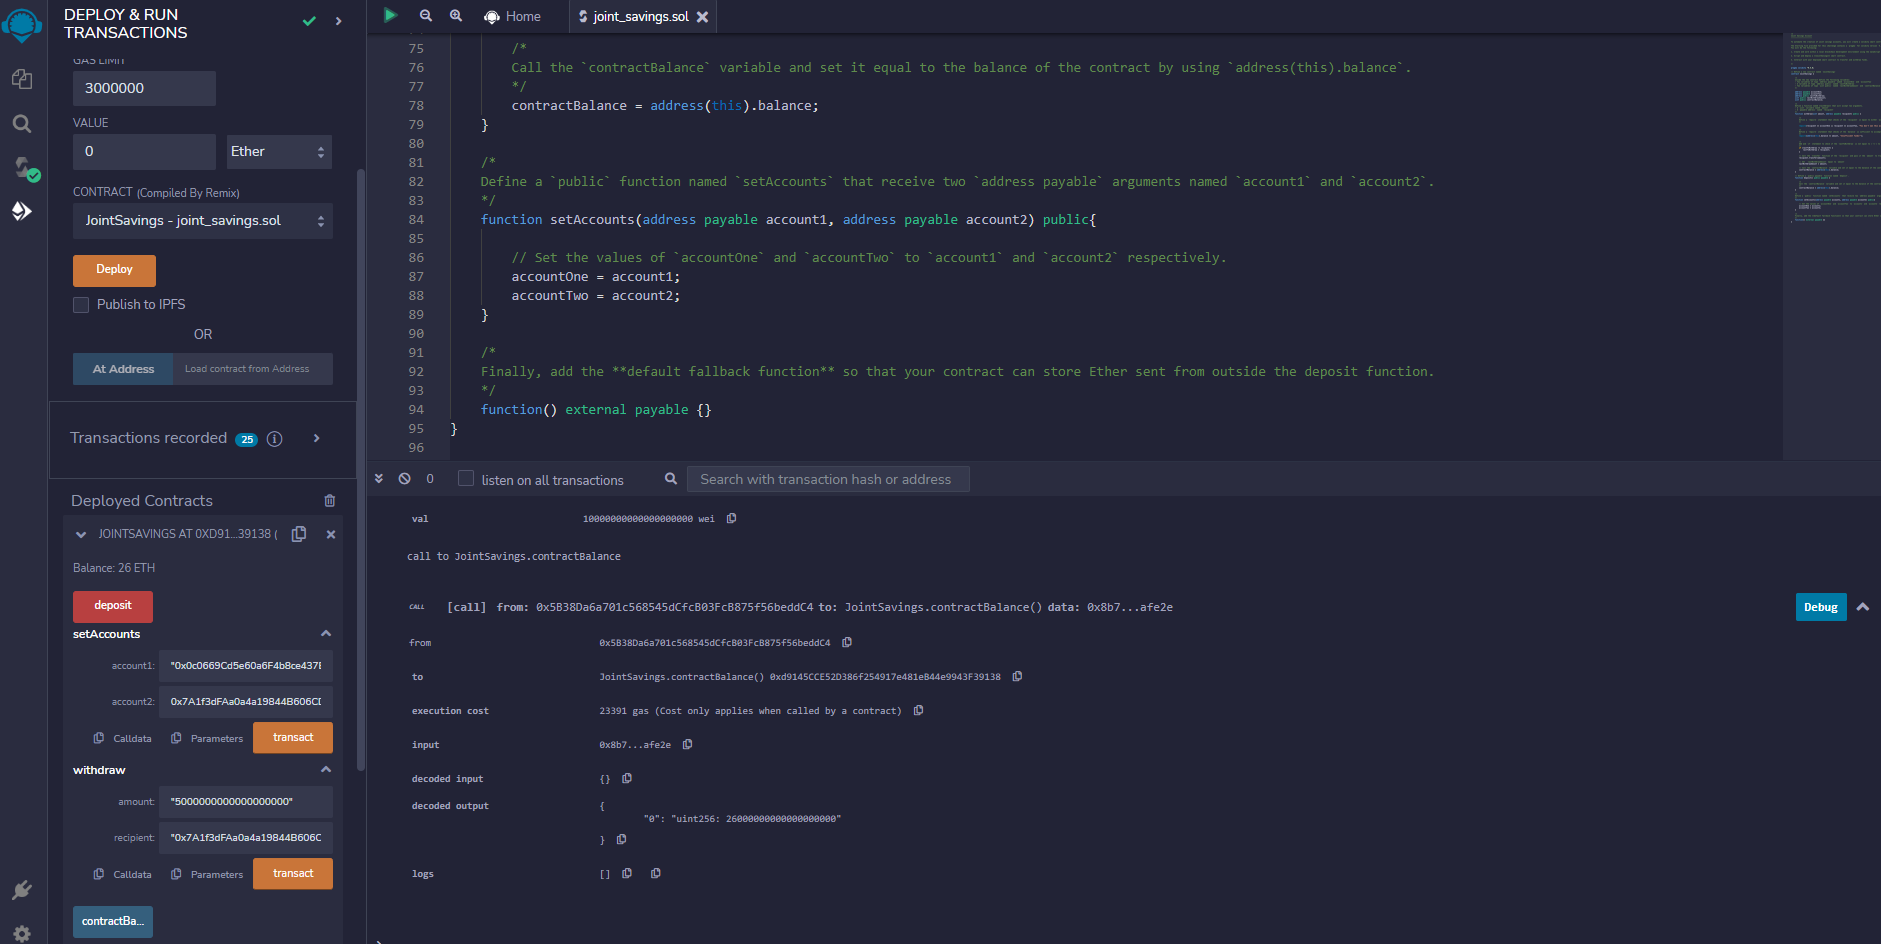 DEPLOY & RUN
TRANSACTIONS
GAS LIMIT
3000000
VALUE
0
Ether
CONTRACT (Compiled By Remix)
JointSavings - joint_savings.sol
Deploy
Publish to IPFS
OR
At Address
Load contract from Address
Transactions recorded 25
Deployed Contracts
JOINTSAVINGS AT 0XD91...39138 (
Balance: 26 ETH
deposit
setAccounts
account1: "0x0c0669Cd5e60a6F4b8ce437E
account2: 0x7A1f3dFAa0a4a19844B606CD
Calldata Parameters transact
withdraw
amount: "5000000000000000000"
recipient: "0x7A1f3dFAa0a4a19844B606C
Calldata Parameters transact
contractBa...
Home joint_savings.sol
75 /*
76 Call the `contractBalance` variable and set it equal to the balance of the contract by using `address(this).balance`.
77 */
78 contractBalance = address(this).balance;
79 }
80
81 /*
82 Define a `public` function named `setAccounts` that receive two `address payable` arguments named `account1` and `account2`.
83 */
84 function setAccounts(address payable account1, address payable account2) public{
85
86 // Set the values of `accountOne` and `accountTwo` to `account1` and `account2` respectively.
87 accountOne = account1;
88 accountTwo = account2;
89 }
90
91 /*
92 Finally, add the **default fallback function** so that your contract can store Ether sent from outside the deposit function.
93 */
94 function() external payable {}
95 }
96
0 listen on all transactions Search with transaction hash or address
val 10000000000000000000 wei
call to JointSavings.contractBalance
CALL [call] from: 0x5B38Da6a701c568545dCfcB03FcB875f56beddC4 to: JointSavings.contractBalance() data: 0x8b7...afe2e
Debug
from 0x5B38Da6a701c568545dCfcB03FcB875f56beddC4
to JointSavings.contractBalance() 0xd9145CCE52D386f254917e481eB44e9943F39138
execution cost 23391 gas (Cost only applies when called by a contract)
input 0x8b7...afe2e
decoded input {}
decoded output {
"0": "uint256: 26000000000000000000"
}
logs []